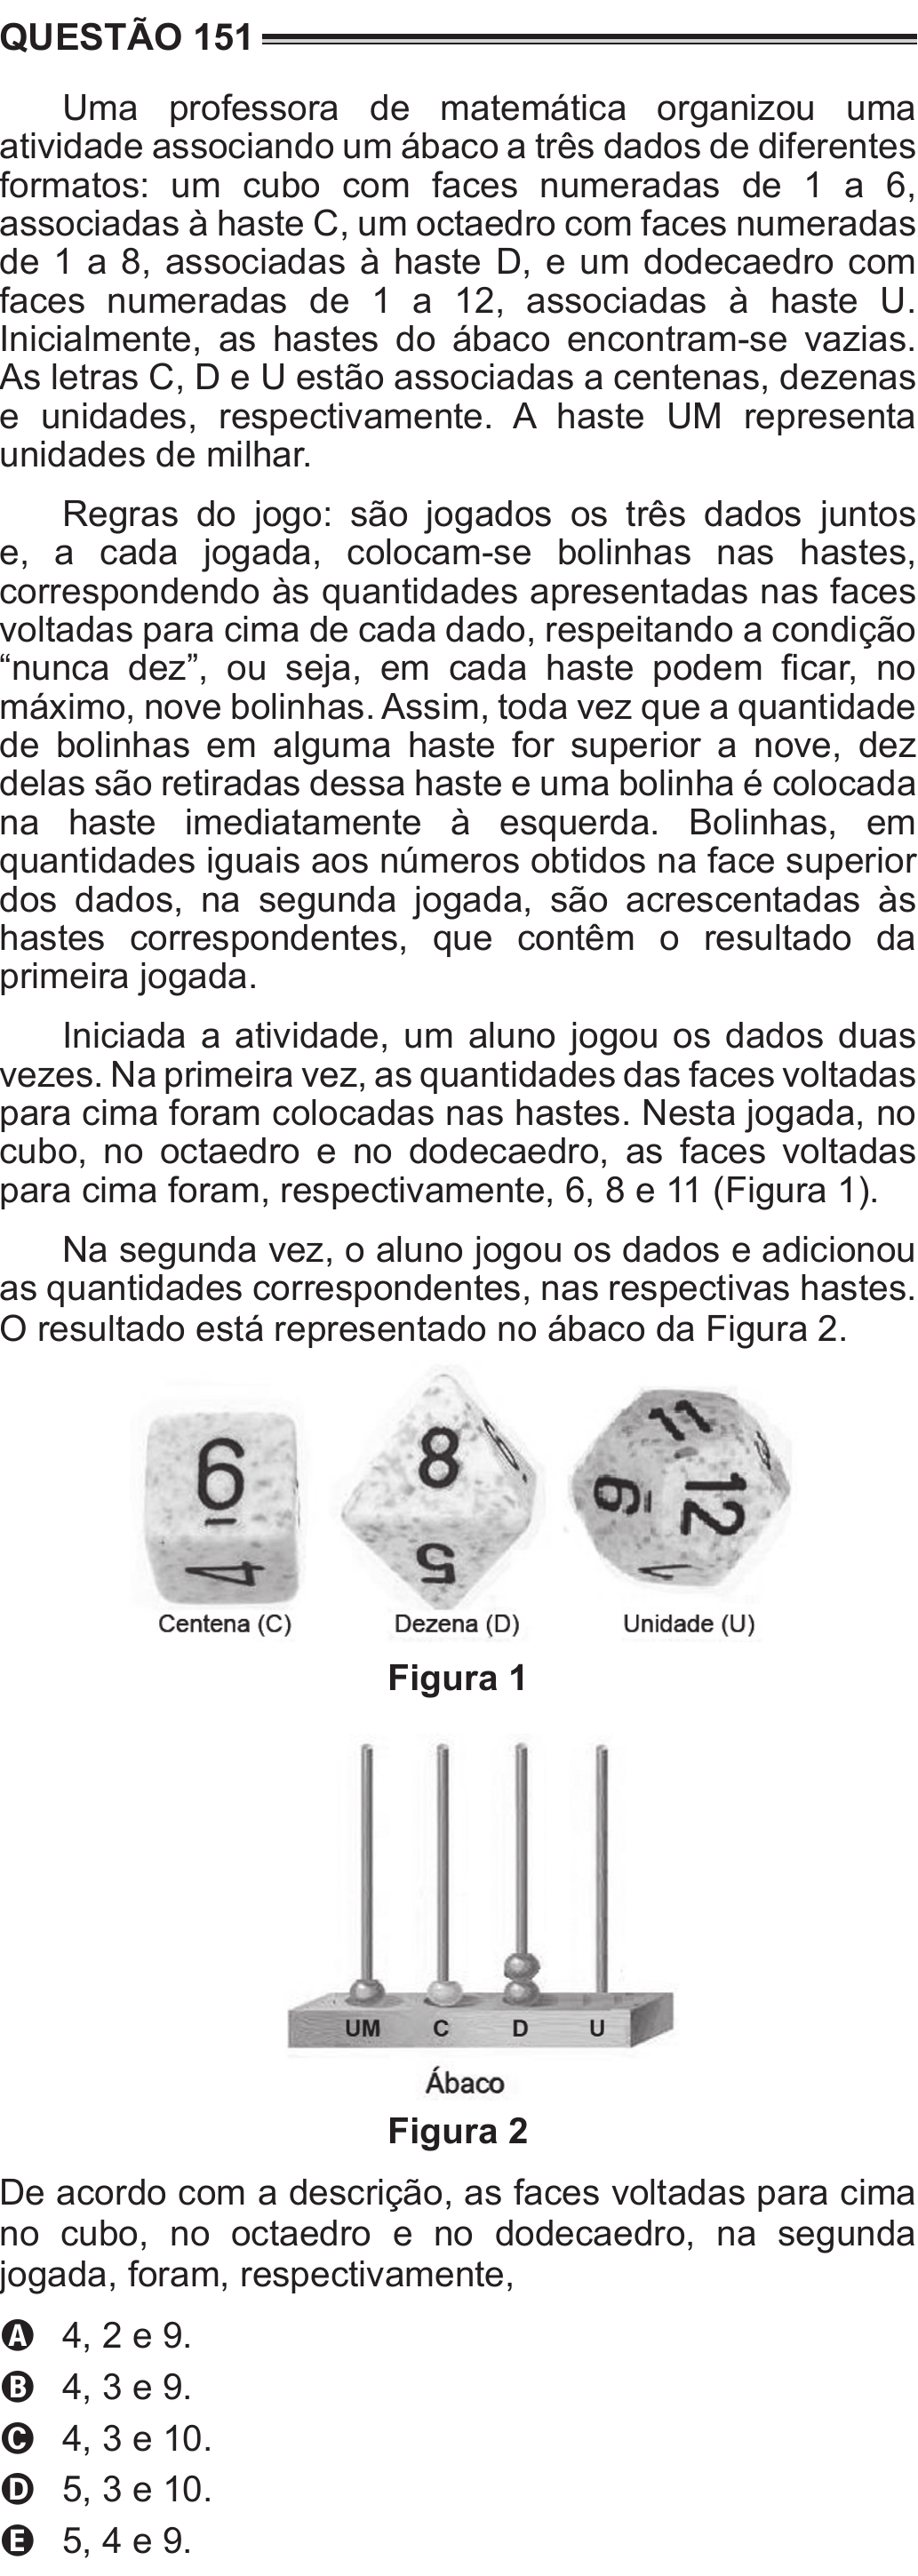 QUESTÃO 151
Uma professora de matemática organizou uma
atividade associando um ábaco a três dados de diferentes
formatos: um cubo com faces numeradas de 1 a 6,
associadas à haste C, um octaedro com faces numeradas
de 1 a 8, associadas à haste D, e um dodecaedro com
faces numeradas de 1 a 12, associadas à haste U.
Inicialmente, as hastes do ábaco encontram-se vazias.
As letras C, D e U estão associadas a centenas, dezenas
e unidades, respectivamente. A haste UM representa
unidades de milhar.
Regras do jogo: são jogados os três dados juntos
e, a cada jogada, colocam-se bolinhas nas hastes,
correspondendo às quantidades apresentadas nas faces
voltadas para cima de cada dado, respeitando a condição
“nunca dez”, ou seja, em cada haste podem ficar, no
máximo, nove bolinhas. Assim, toda vez que a quantidade
de bolinhas em alguma haste for superior a nove, dez
delas são retiradas dessa haste e uma bolinha é colocada
na haste imediatamente à esquerda. Bolinhas, em
quantidades iguais aos números obtidos na face superior
dos dados, na segunda jogada, são acrescentadas às
hastes correspondentes, que contêm o resultado da
primeira jogada.
Iniciada a atividade, um aluno jogou os dados duas
vezes. Na primeira vez, as quantidades das faces voltadas
para cima foram colocadas nas hastes. Nesta jogada, no
cubo, no octaedro e no dodecaedro, as faces voltadas
para cima foram, respectivamente, 6, 8 e 11 (Figura 1).
Na segunda vez, o aluno jogou os dados e adicionou
as quantidades correspondentes, nas respectivas hastes.
O resultado está representado no ábaco da Figura 2.
6 8 11
6 12
4 5
Centena (C) Dezena (D) Unidade (U)
Figura 1
UM C D U
Ábaco
Figura 2
De acordo com a descrição, as faces voltadas para cima
no cubo, no octaedro e no dodecaedro, na segunda
jogada, foram, respectivamente,
A 4, 2 e 9.
B 4, 3 e 9.
C 4, 3 e 10.
D 5, 3 e 10.
E 5, 4 e 9.